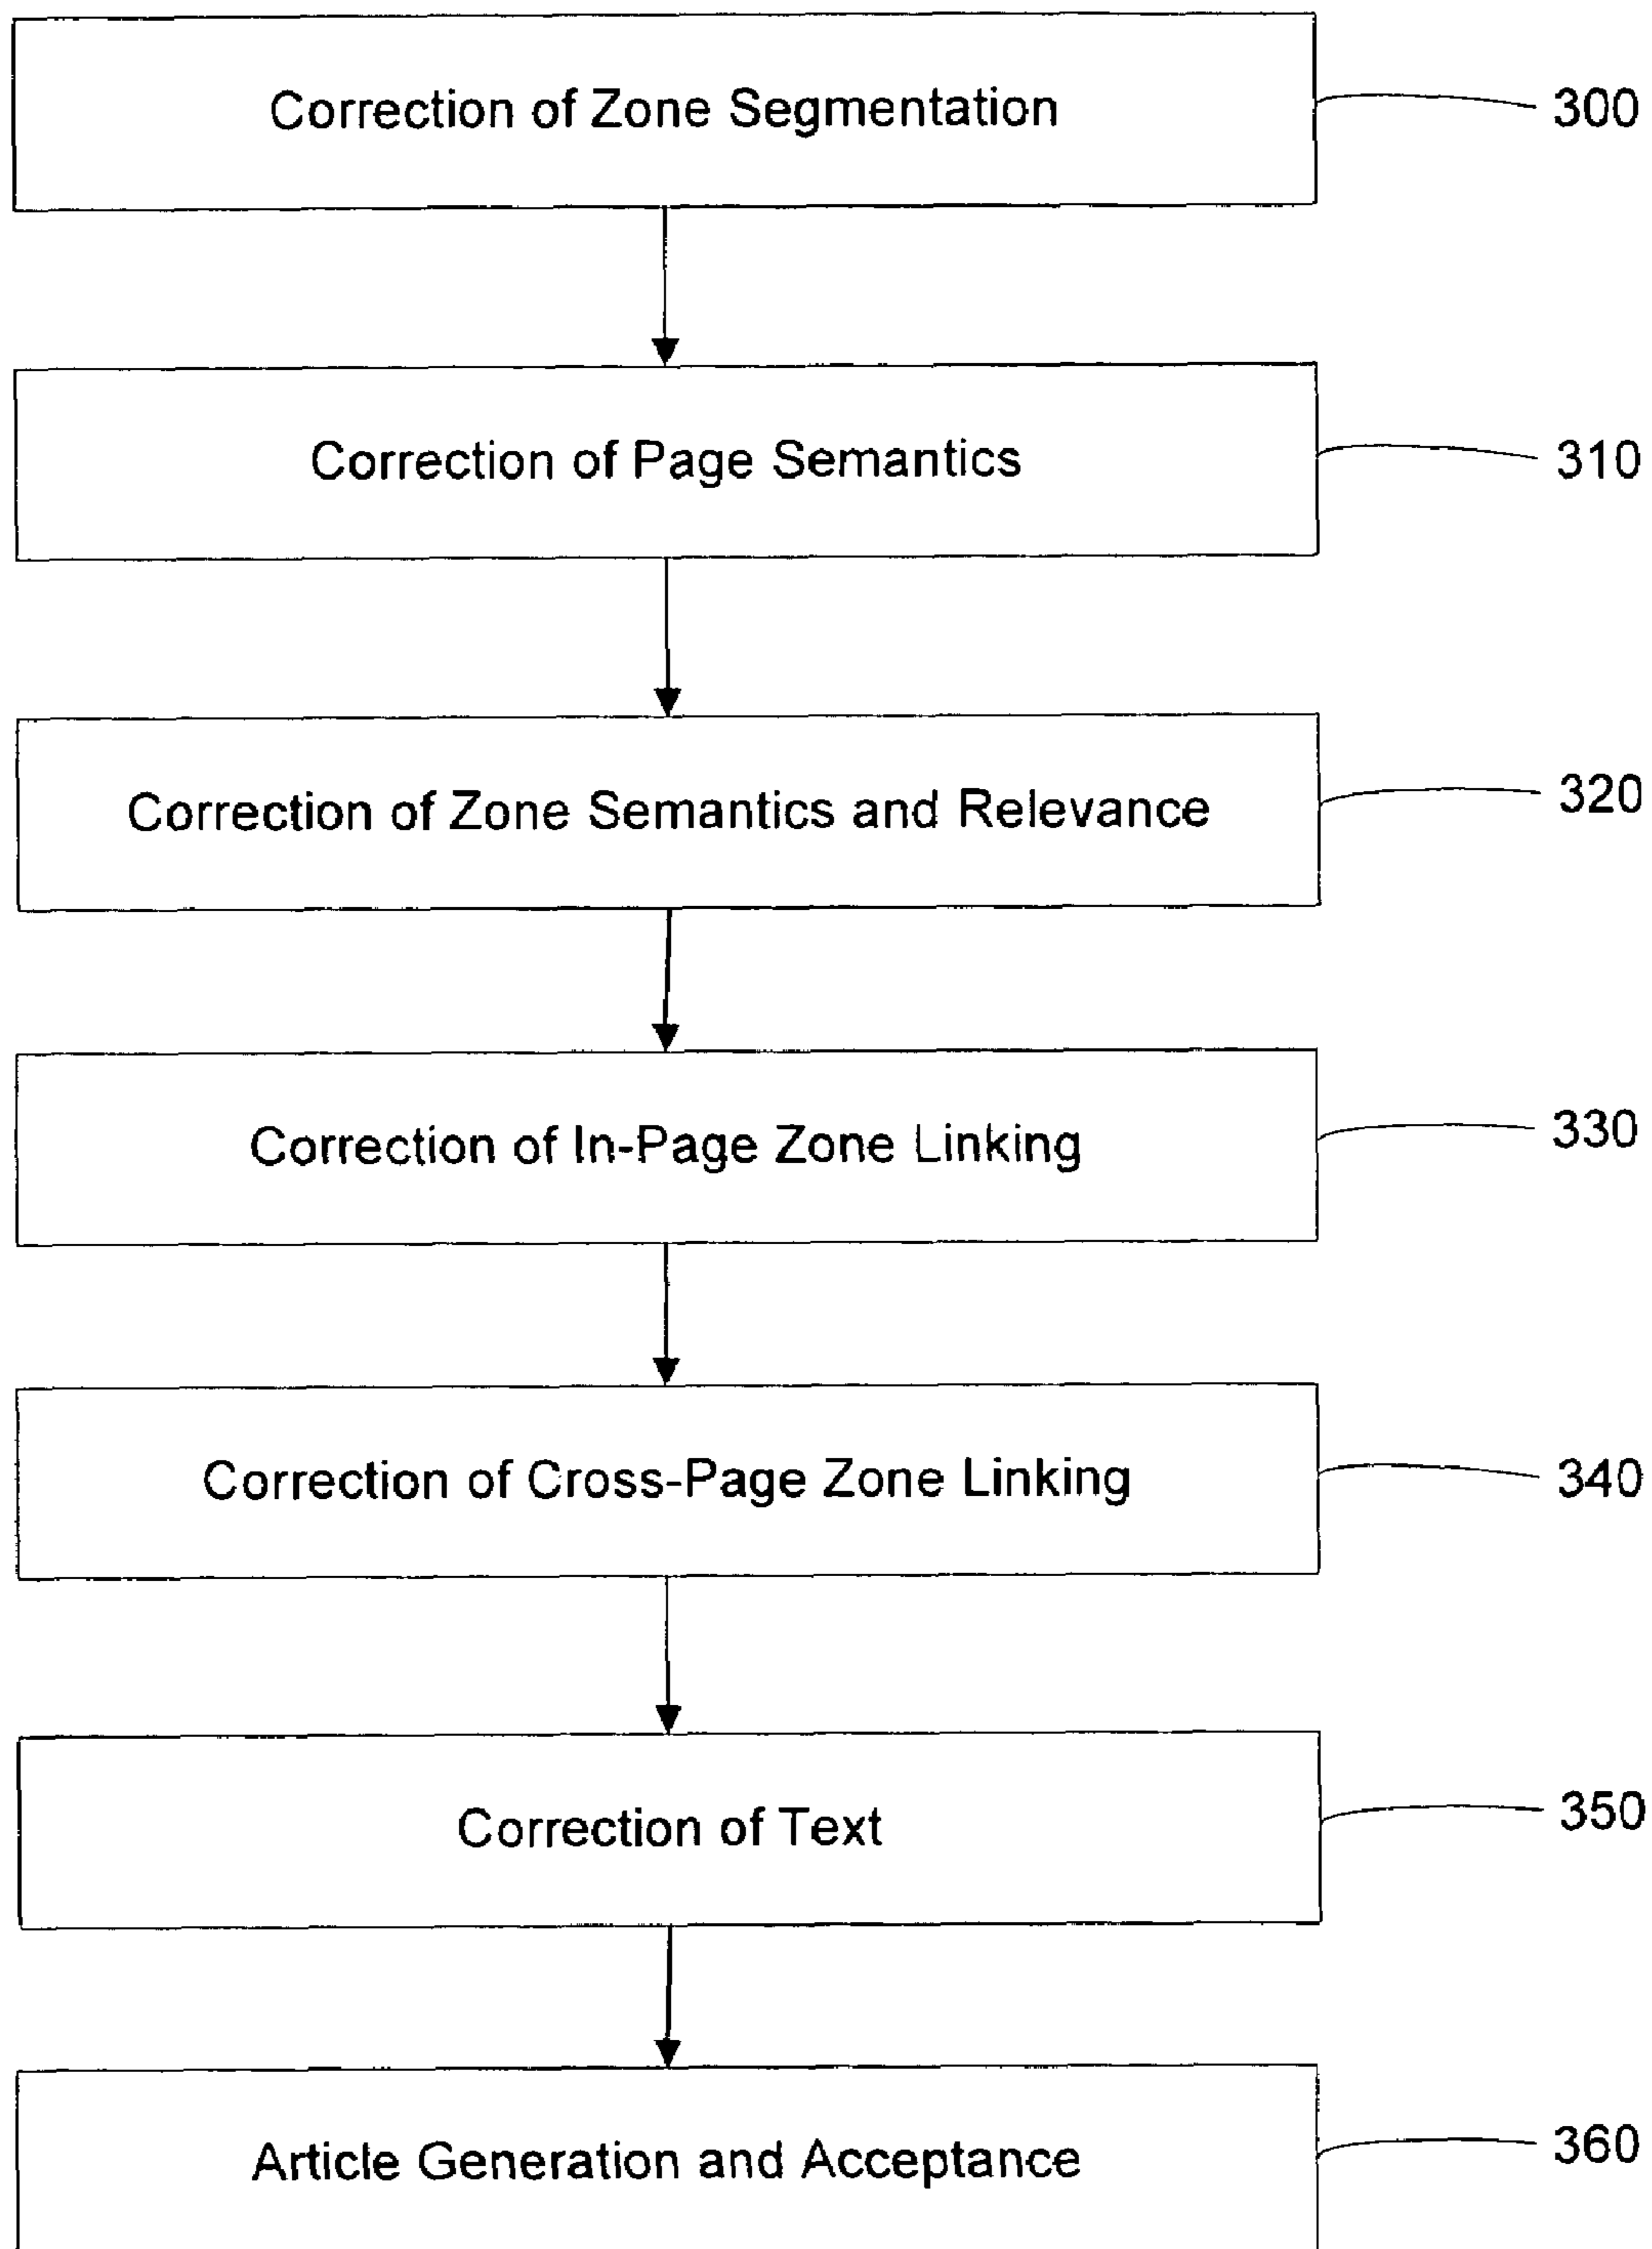 Correction of Zone Segmentation
300
Correction of Page Semantics
310
Correction of Zone Semantics and Relevance
320
Correction of In-Page Zone Linking
330
Correction of Cross-Page Zone Linking
340
Correction of Text
350
Article Generation and Acceptance
360